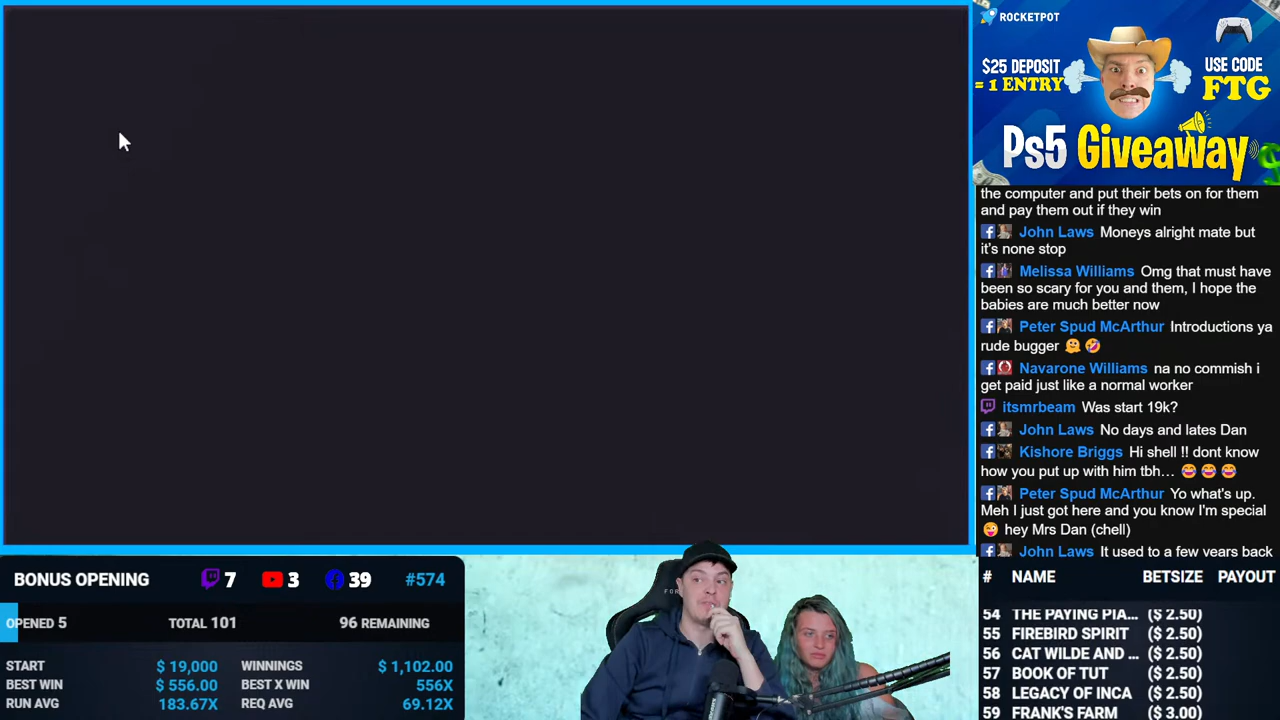 ROCKETPOT
$25 DEPOSIT
= 1 ENTRY
USE CODE
FTG
Ps5 Giveaway
the computer and put their bets on for them
and pay them out if they win
John Laws Moneys alright mate but
it's none stop
Melissa Williams Omg that must have
been so scary for you and them, I hope the
babies are much better now
Peter Spud McArthur Introductions ya
rude bugger 🫠 🤣
Navarone Williams na no commish i
get paid just like a normal worker
itsmrbeam Was start 19k?
John Laws No days and lates Dan
Kishore Briggs Hi shell !! dont know
how you put up with him tbh… 😂 😂 😂
Peter Spud McArthur Yo what's up.
Meh I just got here and you know I'm special
😜 hey Mrs Dan (chell)
John Laws It used to a few years back
BONUS OPENING 7 3 39 #574
OPENED 5 TOTAL 101 96 REMAINING
START $ 19,000 WINNINGS $ 1,102.00
BEST WIN $ 556.00 BEST X WIN 556X
RUN AVG 183.67X REQ AVG 69.12X
FOR
# NAME BETSIZE PAYOUT
54 THE PAYING PIA... ($ 2.50)
55 FIREBIRD SPIRIT ($ 2.50)
56 CAT WILDE AND ... ($ 2.50)
57 BOOK OF TUT ($ 2.50)
58 LEGACY OF INCA ($ 2.50)
59 FRANK'S FARM ($ 3.00)